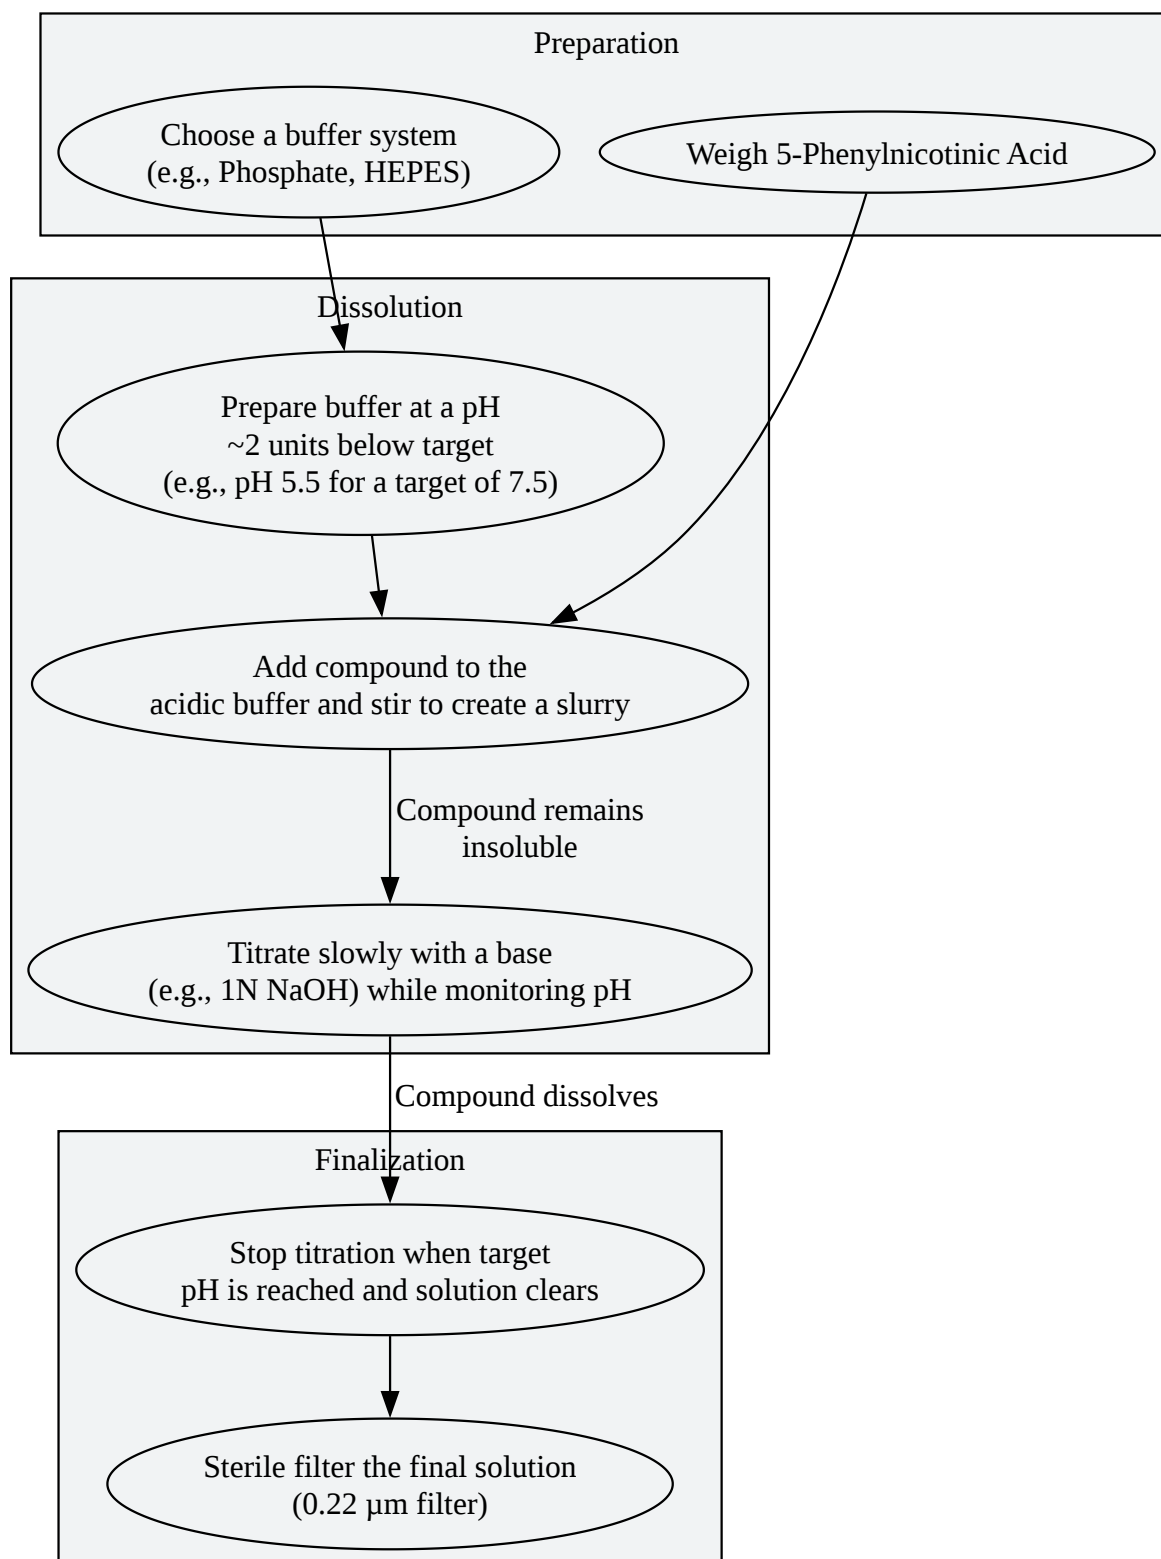 Preparation
Choose a buffer system
(e.g., Phosphate, HEPES)
Weigh 5-Phenylnicotinic Acid
Dissolution
Prepare buffer at a pH
~2 units below target
(e.g., pH 5.5 for a target of 7.5)
Add compound to the
acidic buffer and stir to create a slurry
Compound remains
insoluble
Titrate slowly with a base
(e.g., 1N NaOH) while monitoring pH
Compound dissolves
Finalization
Stop titration when target
pH is reached and solution clears
Sterile filter the final solution
(0.22 µm filter)